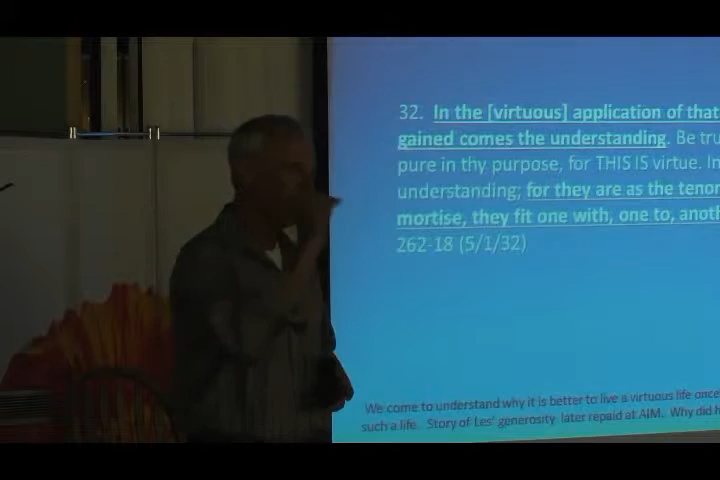 32. In the [virtuous] application of that
gained comes the understanding. Be tru
pure in thy purpose, for THIS IS virtue. In
understanding; for they are as the tenor
mortise, they fit one with, one to, anoth
262-18 (5/1/32)
We come to understand why it is better to live a virtuous life once
such a life. Story of Les' generosity later repaid at AIM. Why did h